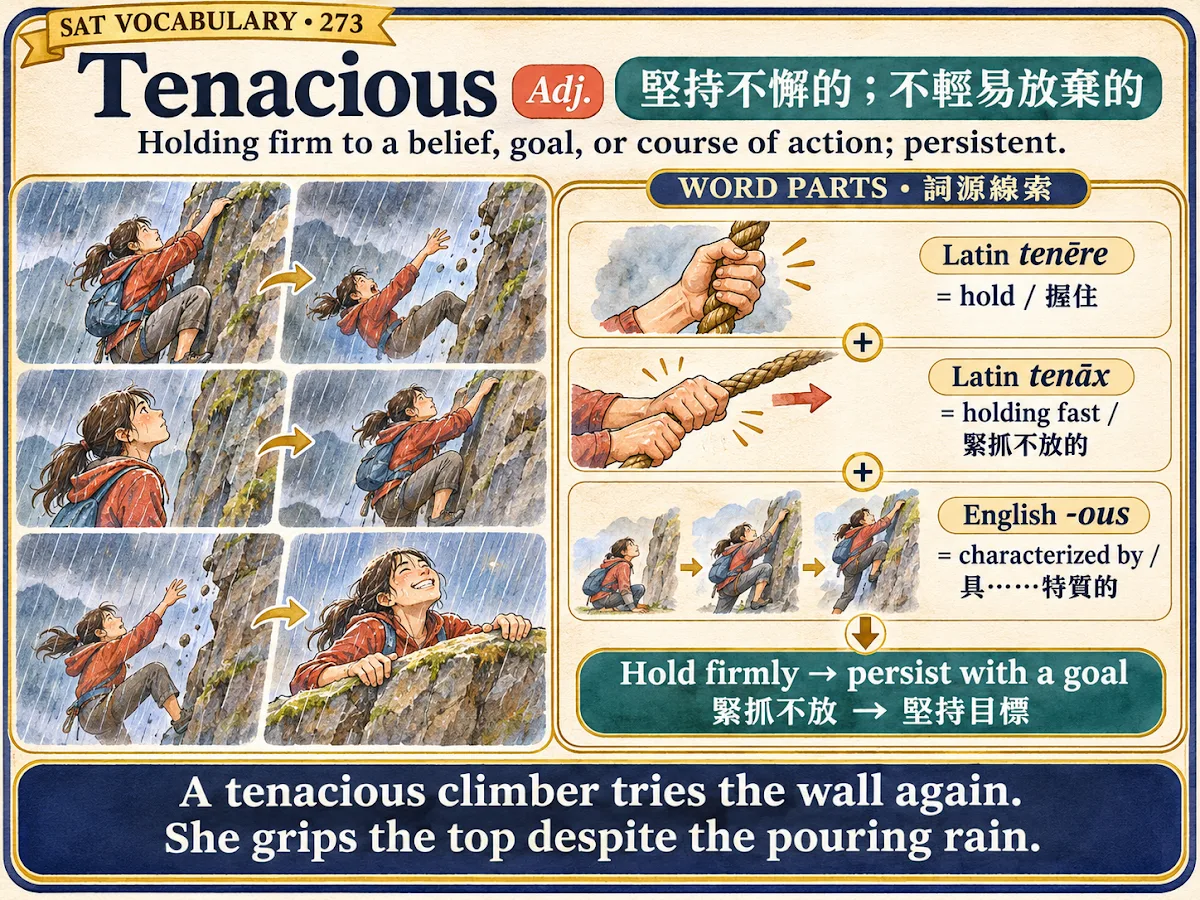 SAT VOCABULARY • 273
Tenacious
Adj.
堅持不懈的；不輕易放棄的
Holding firm to a belief, goal, or course of action; persistent.
WORD PARTS • 詞源線索
Latin tenēre
= hold / 握住
+
Latin tenāx
= holding fast /
緊抓不放的
+
English -ous
= characterized by /
具……特質的
Hold firmly → persist with a goal
緊抓不放 → 堅持目標
A tenacious climber tries the wall again.
She grips the top despite the pouring rain.